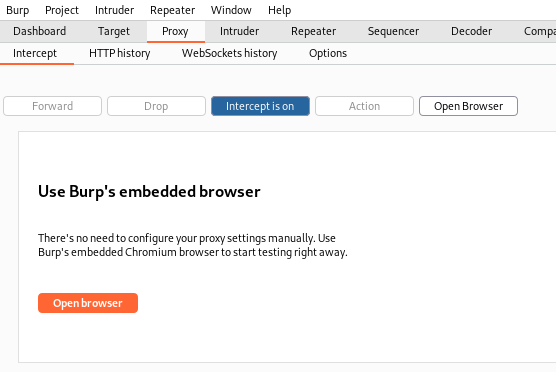 Burp Project Intruder Repeater Window Help
Dashboard Target Proxy Intruder Repeater Sequencer Decoder Compa
Intercept HTTP history WebSockets history Options
Forward Drop Intercept is on Action Open Browser
Use Burp's embedded browser
There's no need to configure your proxy settings manually. Use
Burp's embedded Chromium browser to start testing right away.
Open browser